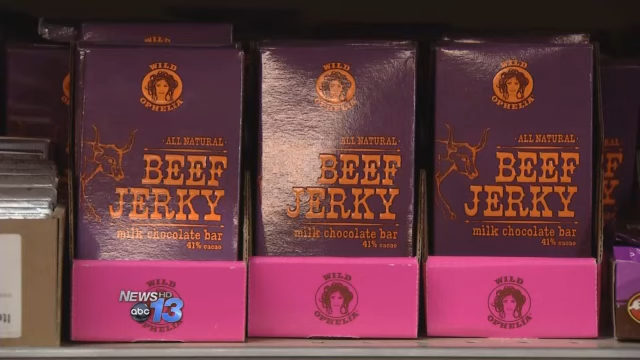 WILD
OPHELIA
ALL NATURAL
BEEF
JERKY
milk chocolate bar
41% cacao
WILD
OPHELIA
WILD
OPHELIA
ALL NATURAL
BEEF
JERKY
milk chocolate bar
41% cacao
WILD
OPHELIA
WILD
OPHELIA
ALL NATURAL
BEEF
JERKY
milk chocolate bar
41% cacao
WILD
OPHELIA
NEWS HD
abc 13